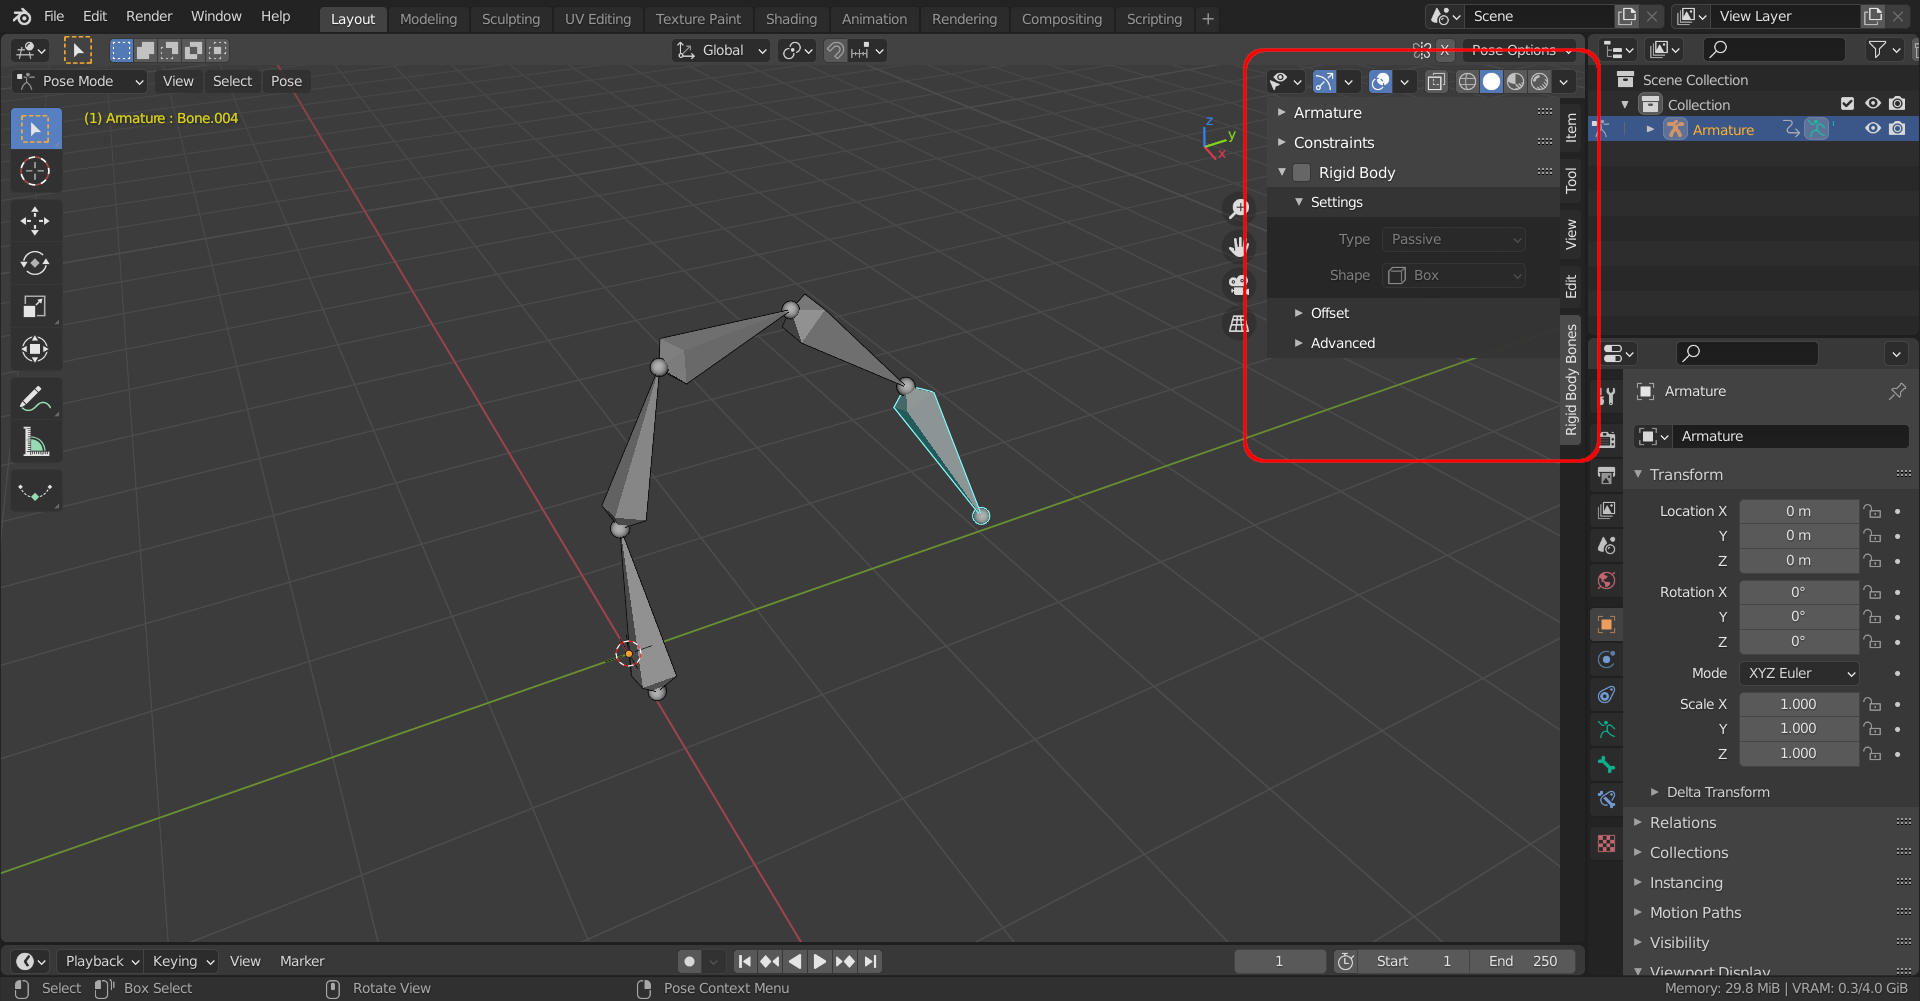 File Edit Render Window Help Layout Modeling Sculpting UV Editing Texture Paint Shading Animation Rendering Compositing Scripting + Scene View Layer
Global X Pose Options
Pose Mode View Select Pose
(1) Armature : Bone.004
z
y
x
Armature
Constraints
Rigid Body
Settings
Type Passive
Shape Box
Offset
Advanced
Item
Tool
View
Edit
Rigid Body Bones
Scene Collection
Collection
Armature
Armature
Armature
Transform
Location X 0 m
Y 0 m
Z 0 m
Rotation X 0°
Y 0°
Z 0°
Mode XYZ Euler
Scale X 1.000
Y 1.000
Z 1.000
Delta Transform
Relations
Collections
Instancing
Motion Paths
Visibility
Viewport Display
Playback Keying View Marker 1 Start 1 End 250
Select Box Select Rotate View Pose Context Menu Memory: 29.8 MiB | VRAM: 0.3/4.0 GiB